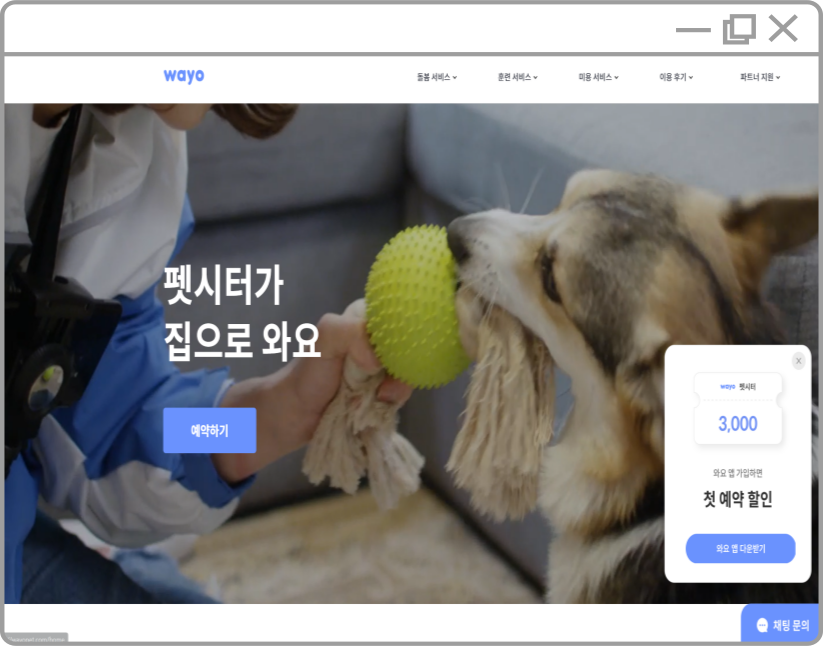 wayo
돌봄 서비스
훈련 서비스
미용 서비스
이용 후기
파트너 지원
펫시터가
집으로 와요
예약하기
X
wayo 펫시터
3,000
와요 앱 가입하면
첫 예약 할인
와요 앱 다운받기
채팅 문의